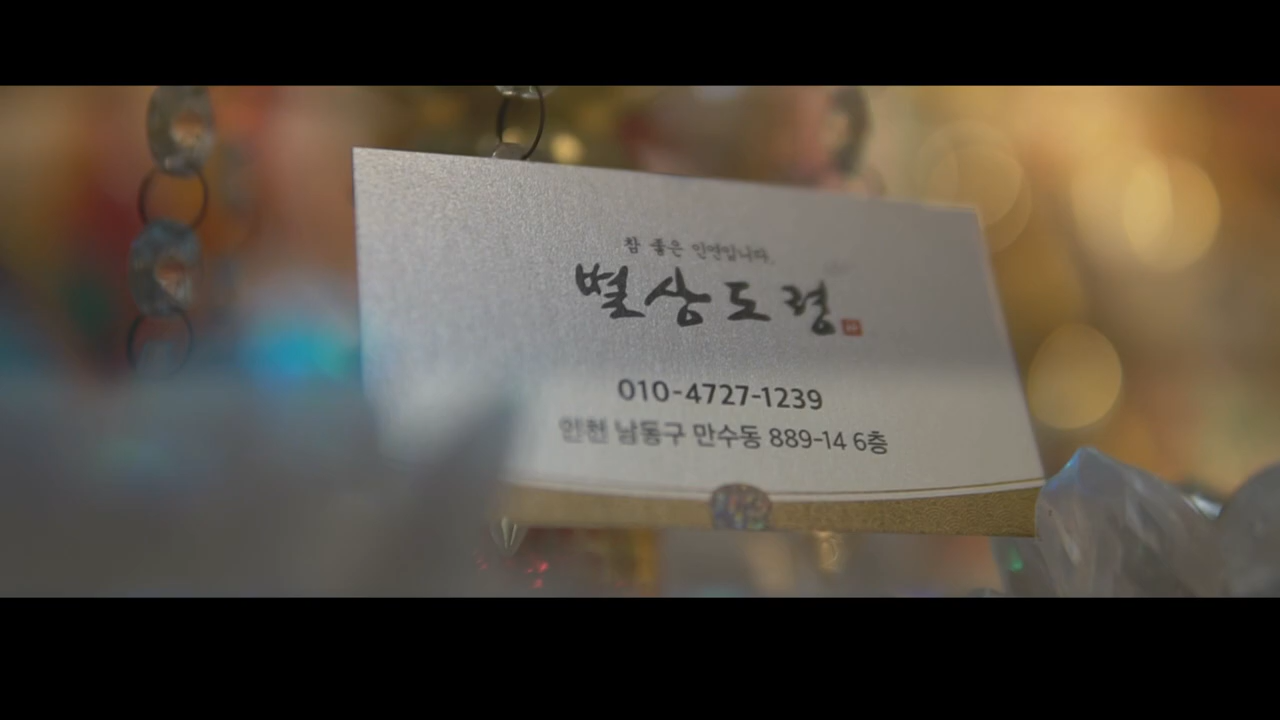 참 좋은 인연입니다.
별상도령
010-4727-1239
인천 남동구 만수동 889-14 6층